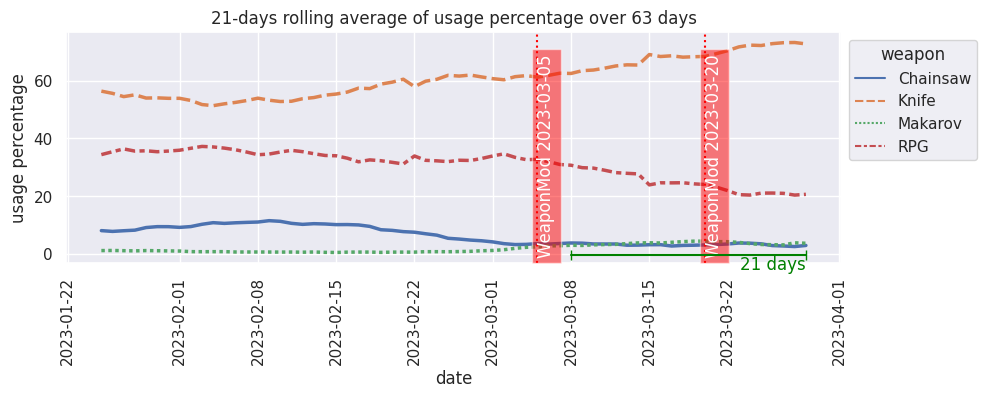 21-days rolling average of usage percentage over 63 days
usage percentage
60
40
20
0
WeaponMod 2023-03-05
WeaponMod 2023-03-20
21 days
2023-01-22
2023-02-01
2023-02-08
2023-02-15
2023-02-22
2023-03-01
2023-03-08
2023-03-15
2023-03-22
2023-04-01
date
weapon
Chainsaw
Knife
Makarov
RPG